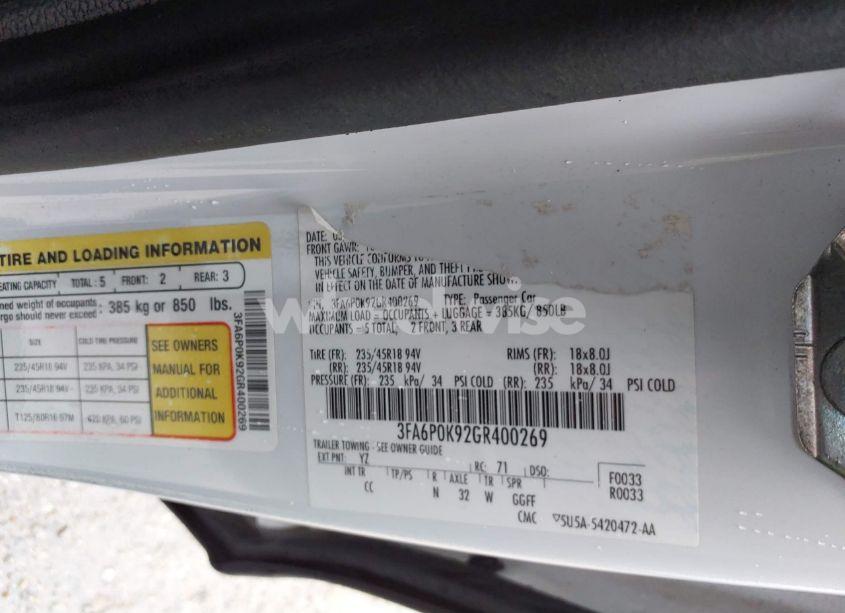 TIRE AND LOADING INFORMATION
SEATING CAPACITY TOTAL : 5 FRONT: 2 REAR: 3
weight of occupants 385 kg or 850 lbs.
should never exceed :
SIZE COLD TIRE PRESSURE
235/45R18 94V 235 KPA, 34 PSI
235/45R18 94V 235 KPA, 34 PSI
T125/80R16 97M 420 KPA, 60 PSI
SEE OWNERS
MANUAL FOR
ADDITIONAL
INFORMATION
3FA6P0K92GR400269
DATE:
FRONT GAWR:
THIS VEHICLE CONFORMS TO
VEHICLE SAFETY, BUMPER, AND THEFT
IN EFFECT ON THE DATE OF MANUFACTURE SHOW
VIN: 3FA6P0K92GR400269 TYPE: Passenger Car
MAXIMUM LOAD = OCCUPANTS + LUGGAGE = 385KG/ 850LB
OCCUPANTS =5 TOTAL, 2 FRONT, 3 REAR
TIRE (FR): 235/45R18 94V RIMS (FR): 18x8.0J
(RR): 235/45R18 94V (RR): 18x8.0J
PRESSURE (FR): 235 kPa/ 34 PSI COLD (RR): 235 kPa/ 34 PSI COLD
3FA6P0K92GR400269
TRAILER TOWING - SEE OWNER GUIDE
EXT PNT: YZ RC: 71 DSO: F0033
INT TR TP/PS R AXLE TR SPR R0033
CC N 32 W GGFF
CMC 5U5A-5420472-AA